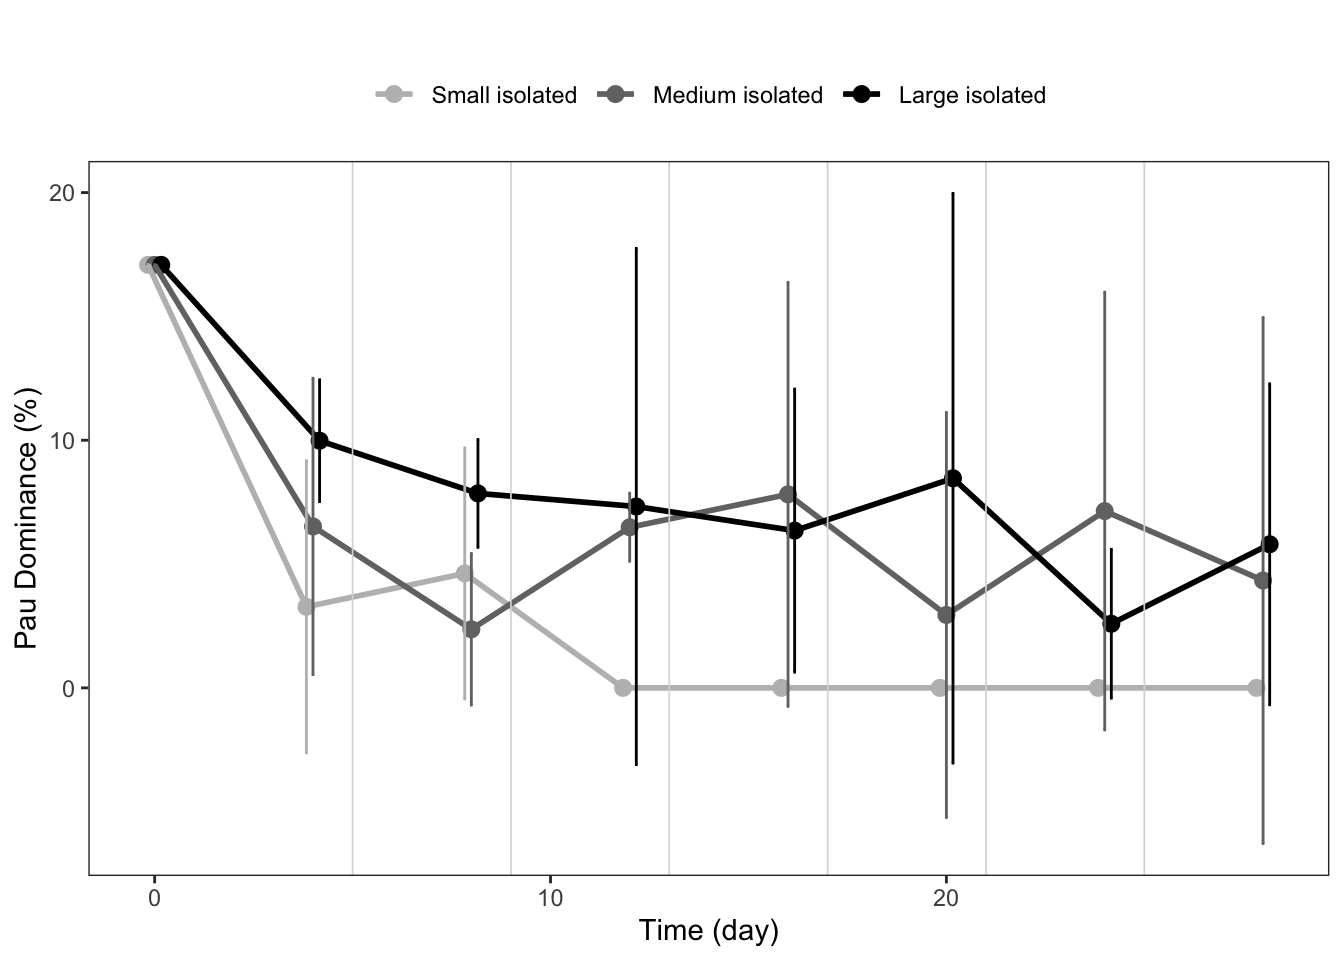 Small isolated Medium isolated Large isolated
20
10
0
Pau Dominance (%)
0 10 20
Time (day)